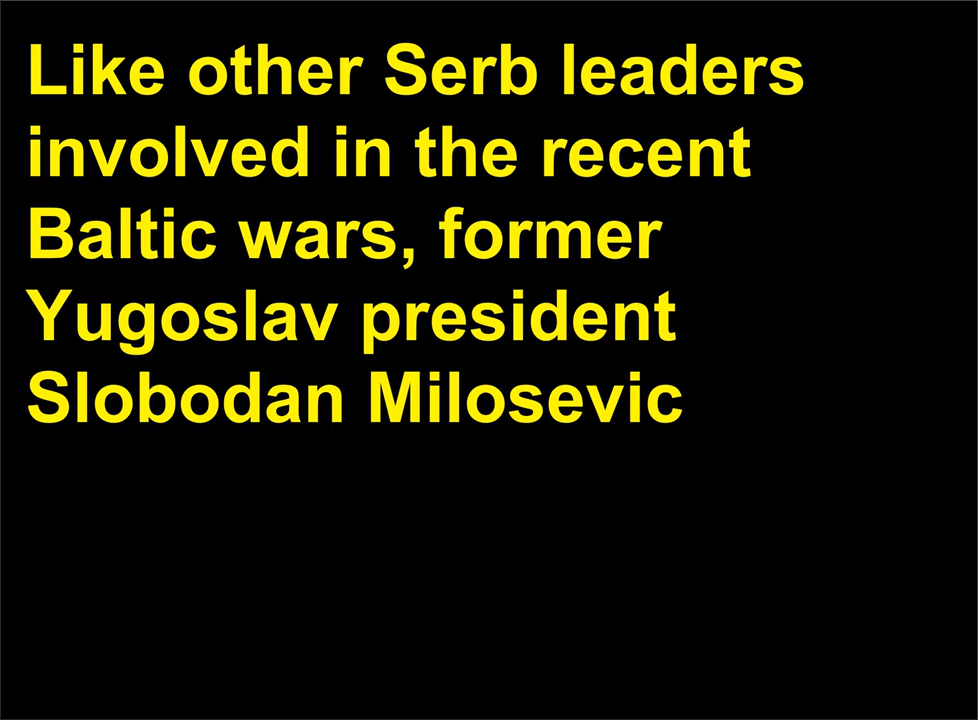 Like other Serb leaders
involved in the recent
Baltic wars, former
Yugoslav president
Slobodan Milosevic